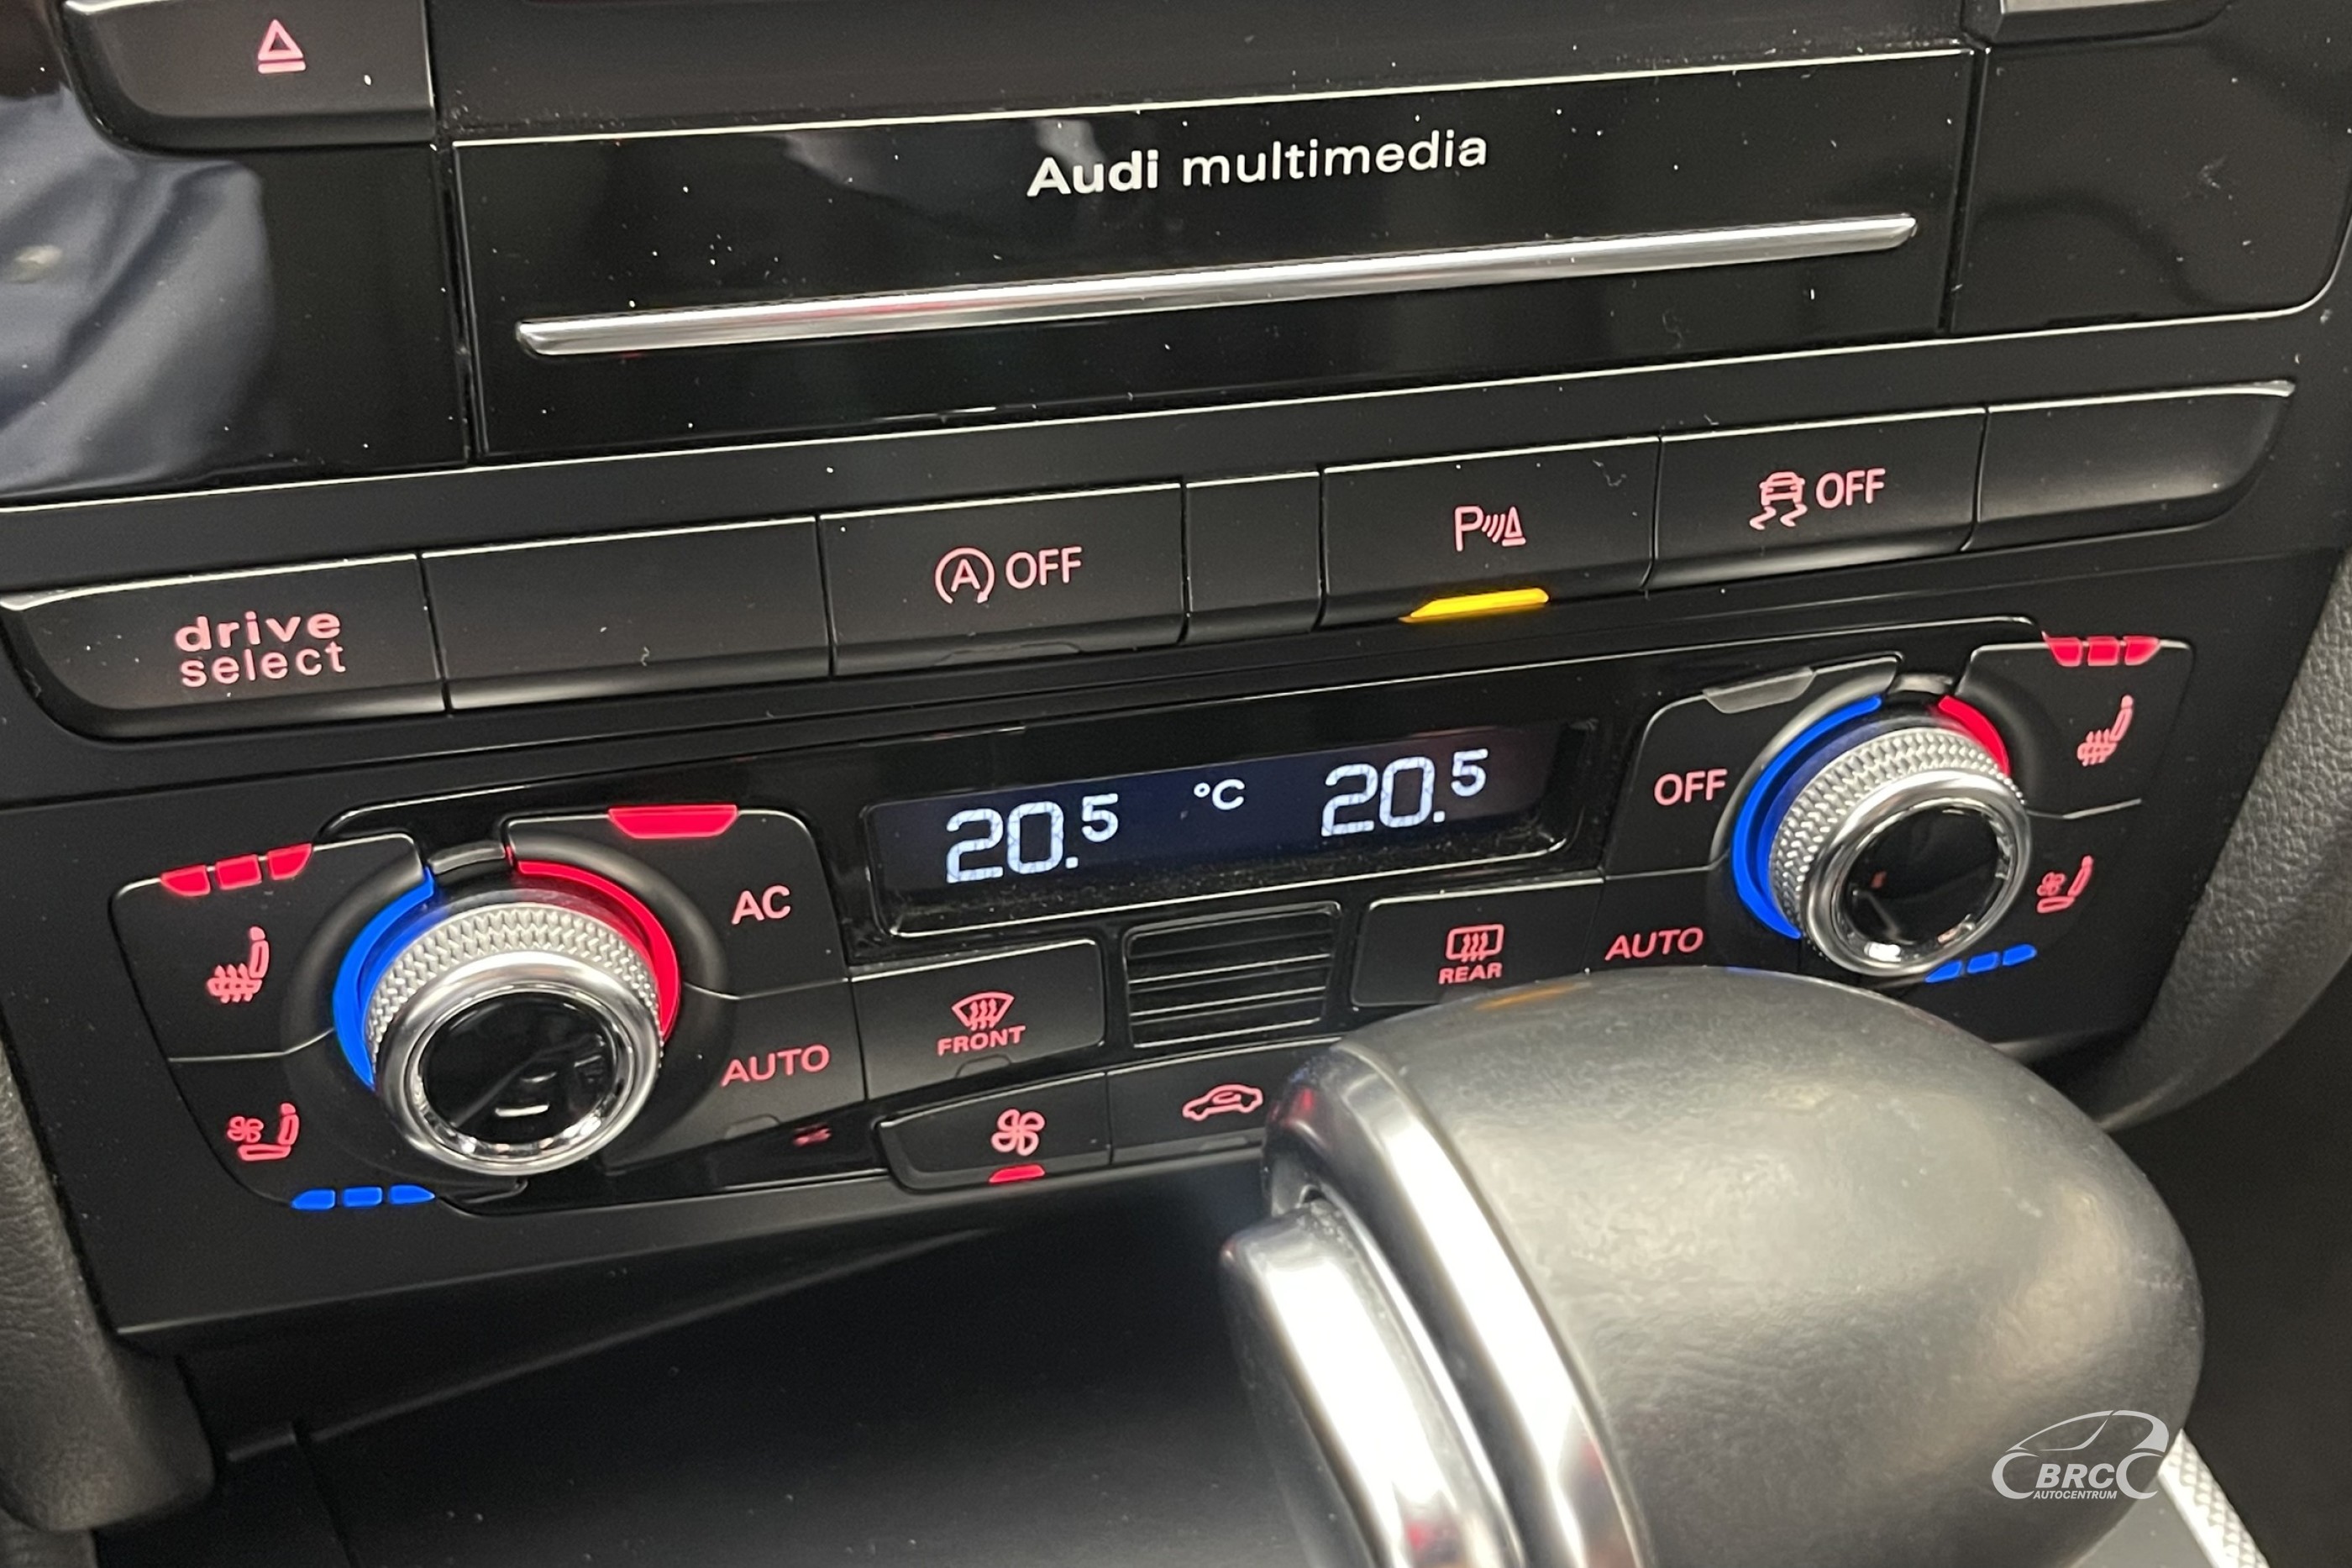 Audi multimedia
drive
select
A OFF
P
OFF
20.5 °C 20.5
OFF
AC
AUTO
FRONT
REAR
AUTO
BRC
AUTOCENTRUM